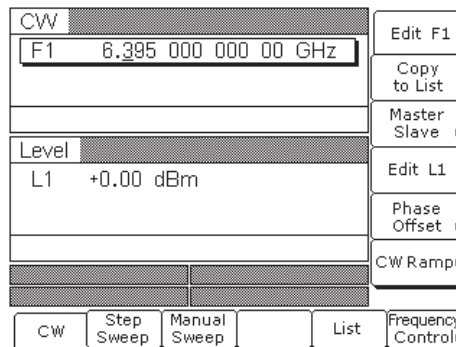 CW
F1 6.395 000 000 00 GHz
Level
L1 +0.00 dBm
Edit F1
Copy
to List
Master
Slave
Edit L1
Phase
Offset
CW Ramp
CW
Step
Sweep
Manual
Sweep
List
Frequency
Control